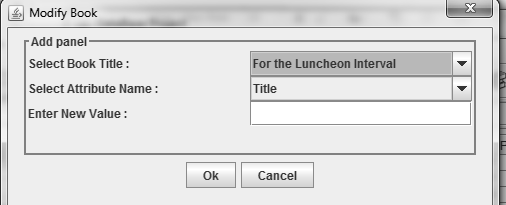 Modify Book
Add panel
Select Book Title : For the Luncheon Interval
Select Attribute Name : Title
Enter New Value :
Ok Cancel